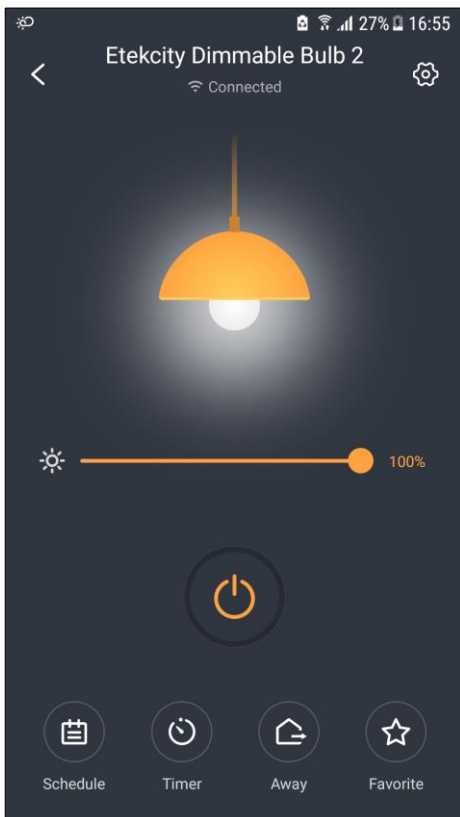 27% 16:55
Etekcity Dimmable Bulb 2
Connected
100%
Schedule Timer Away Favorite